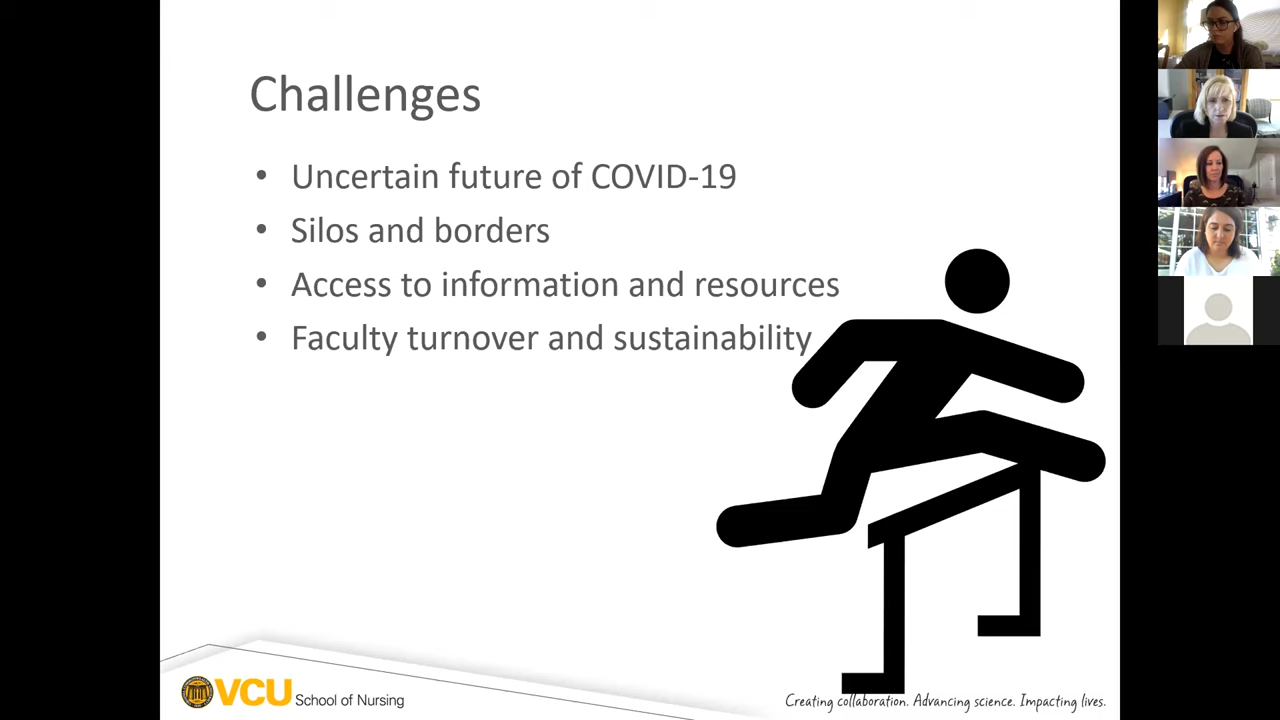 Challenges
• Uncertain future of COVID-19
• Silos and borders
• Access to information and resources
• Faculty turnover and sustainability
VCU School of Nursing
Creating collaboration. Advancing science. Impacting lives.